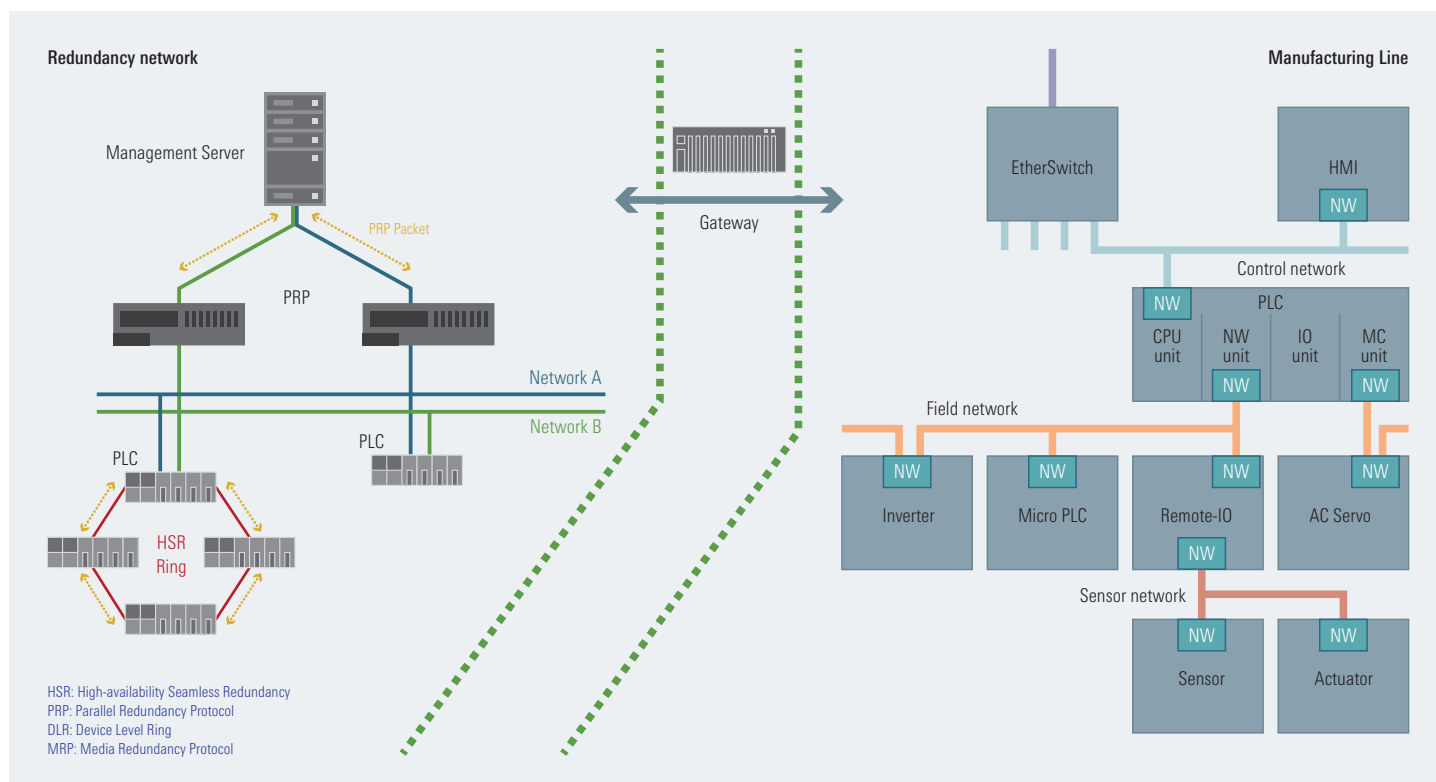 Redundancy network
Manufacturing Line
Management Server
PRP Packet
PRP
Network A
Network B
PLC
PLC
HSR
Ring
HSR: High-availability Seamless Redundancy
PRP: Parallel Redundancy Protocol
DLR: Device Level Ring
MRP: Media Redundancy Protocol
Gateway
EtherSwitch
HMI
NW
Control network
NW
PLC
CPU
unit
NW
unit
IO
unit
MC
unit
NW
NW
Field network
NW
NW
NW
NW
Inverter
Micro PLC
Remote-IO
AC Servo
NW
Sensor network
NW
NW
Sensor
Actuator